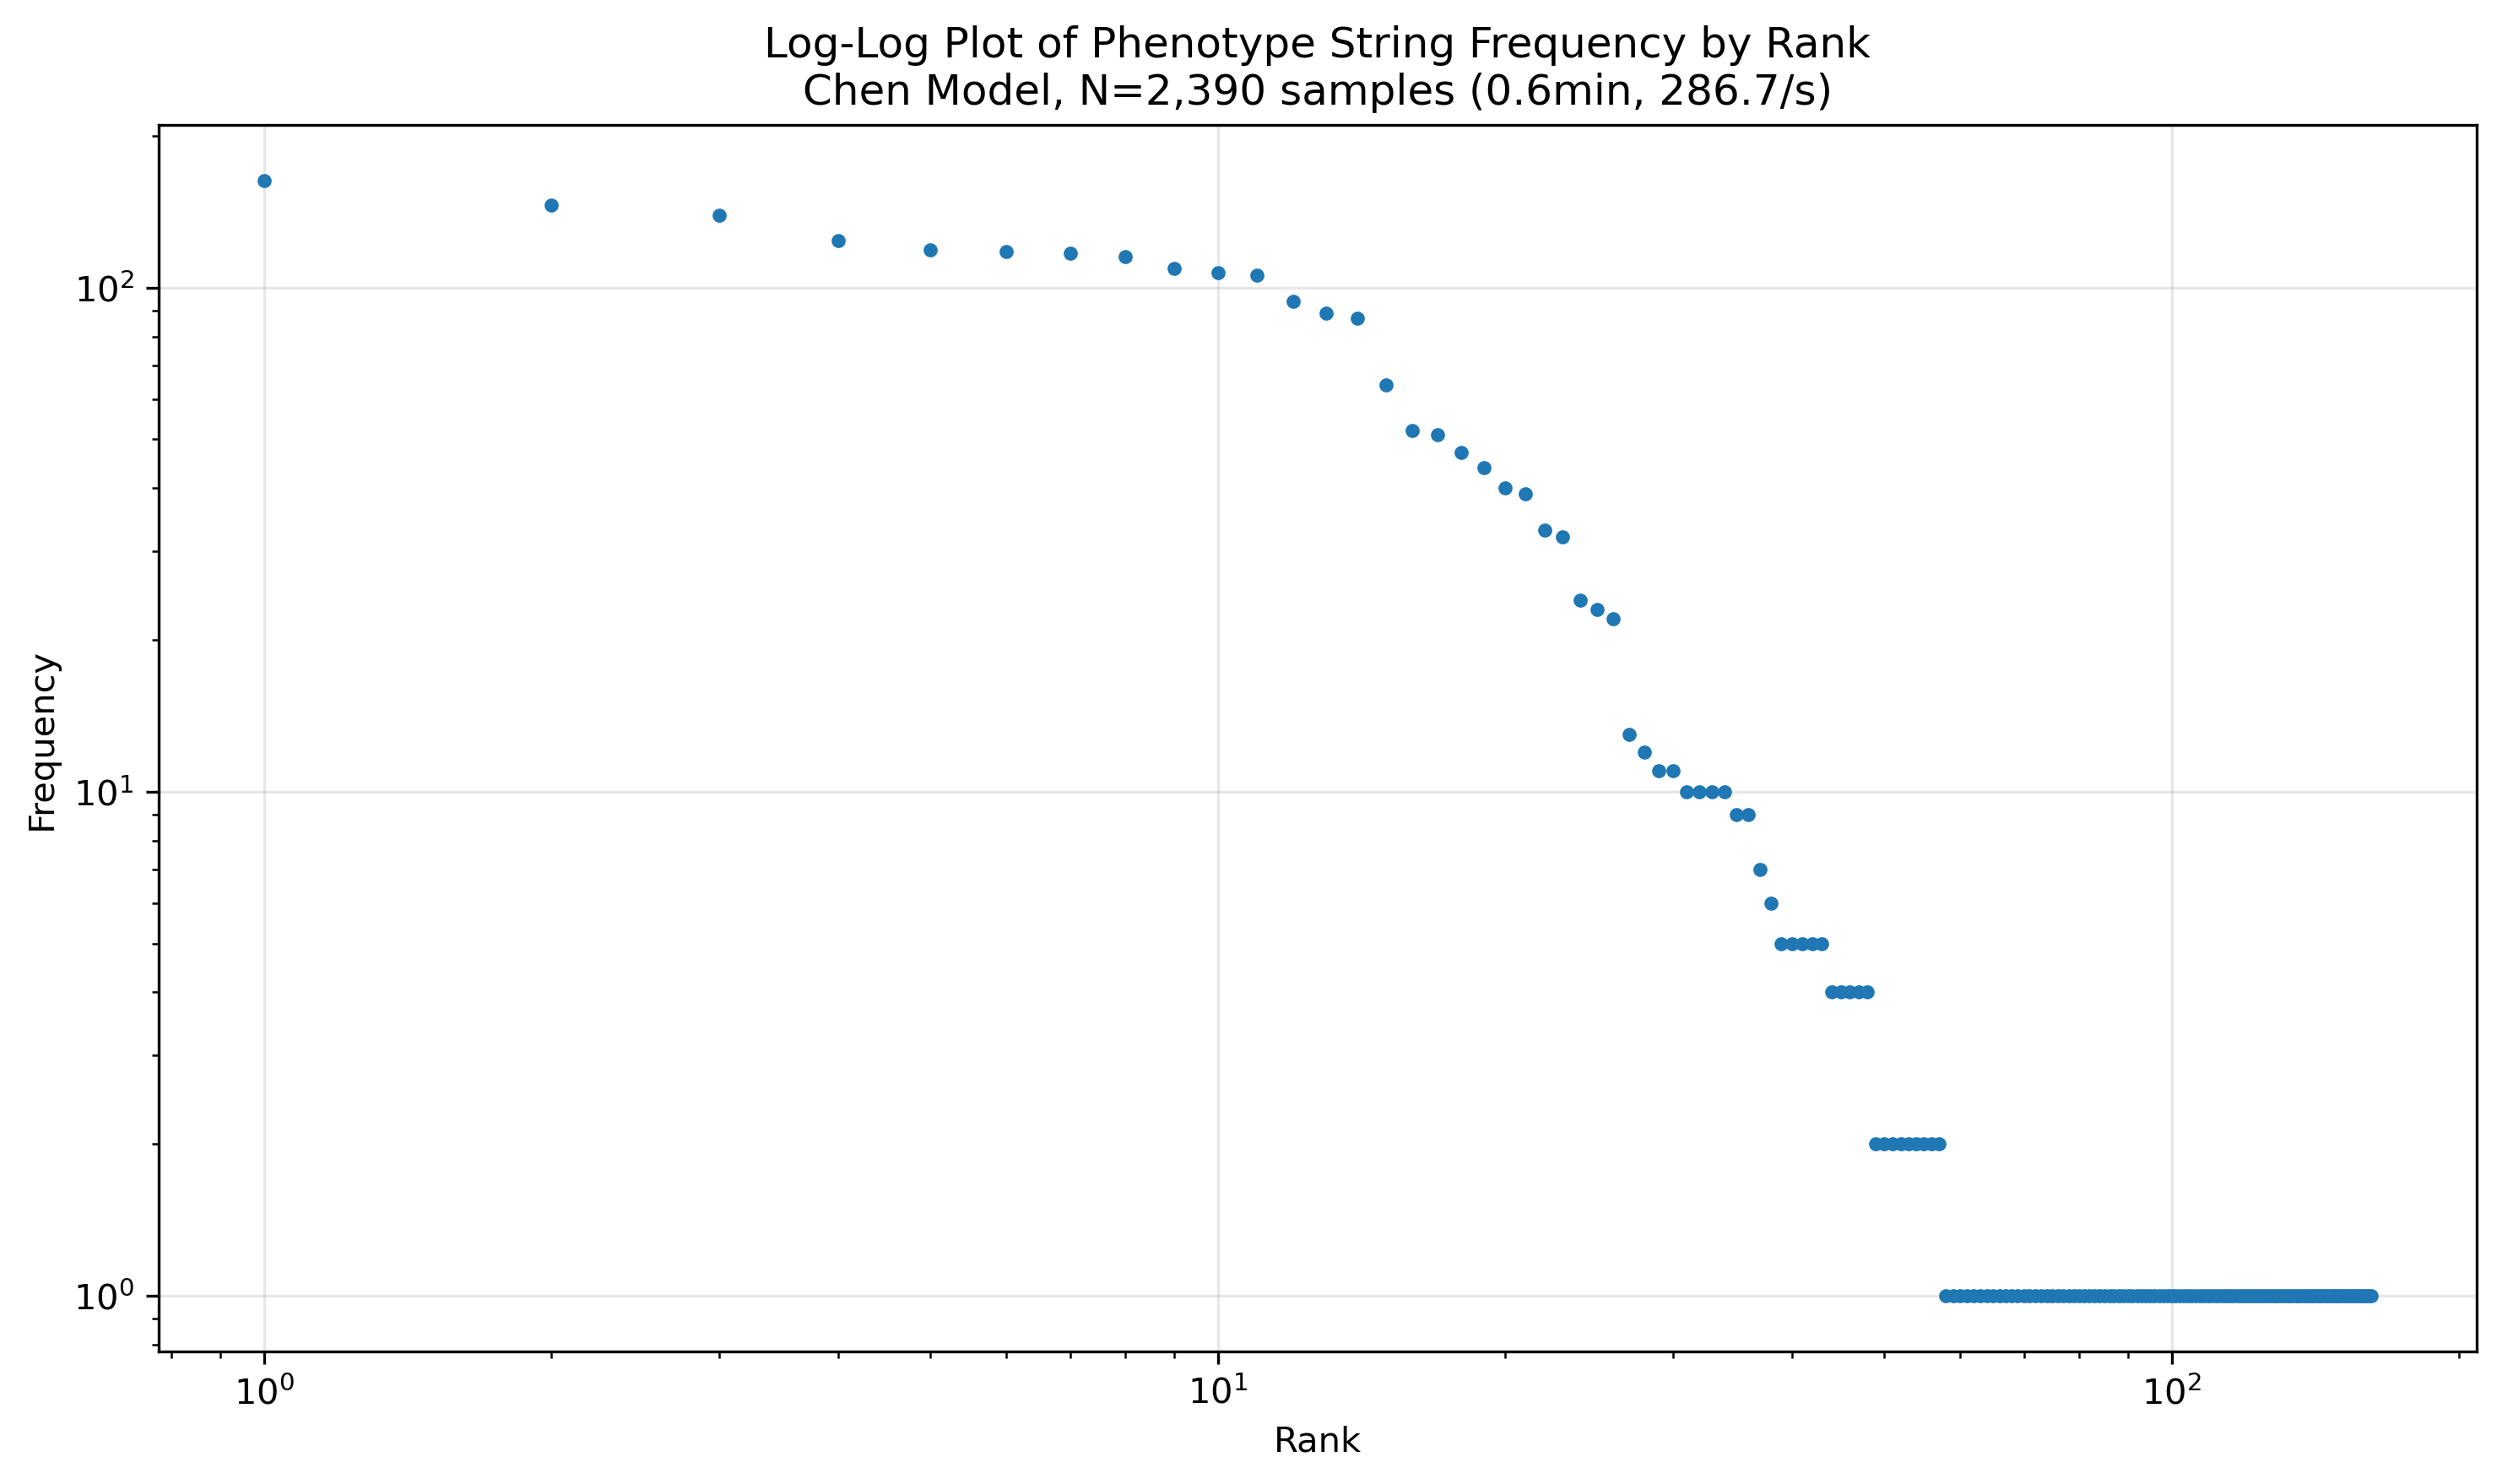 Log-Log Plot of Phenotype String Frequency by Rank
Chen Model, N=2,390 samples (0.6min, 286.7/s)
Frequency
10²
10¹
10⁰
10⁰
10¹
10²
Rank